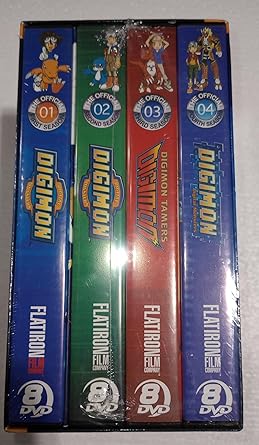 THE OFFICIAL
01
FIRST SEASON
DIGIMON
FLATIRON
FILM
COMPANY
8
DVD
THE OFFICIAL
02
SECOND SEASON
DIGIMON
FLATIRON
FILM
COMPANY
8
DVD
THE OFFICIAL
03
THIRD SEASON
DIGIMON TAMERS
DIGIMON
FLATIRON
FILM
COMPANY
8
DVD
THE OFFICIAL
04
FOURTH SEASON
DIGIMON
FLATIRON
FILM
COMPANY
8
DVD